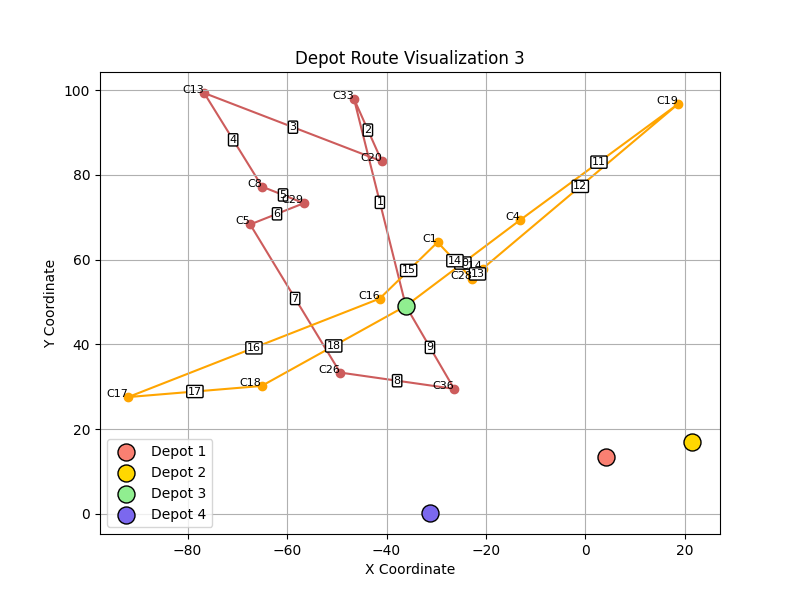 Depot Route Visualization 3
100
80
60
40
20
0
Y Coordinate
−80
−60
−40
−20
0
20
X Coordinate
C13
C33
C19
C20
C8
C29
C5
C4
C1
C28
C16
C26
C36
C17
C18
1
2
3
4
5
6
7
8
9
11
12
13
14
15
16
17
18
Depot 1
Depot 2
Depot 3
Depot 4